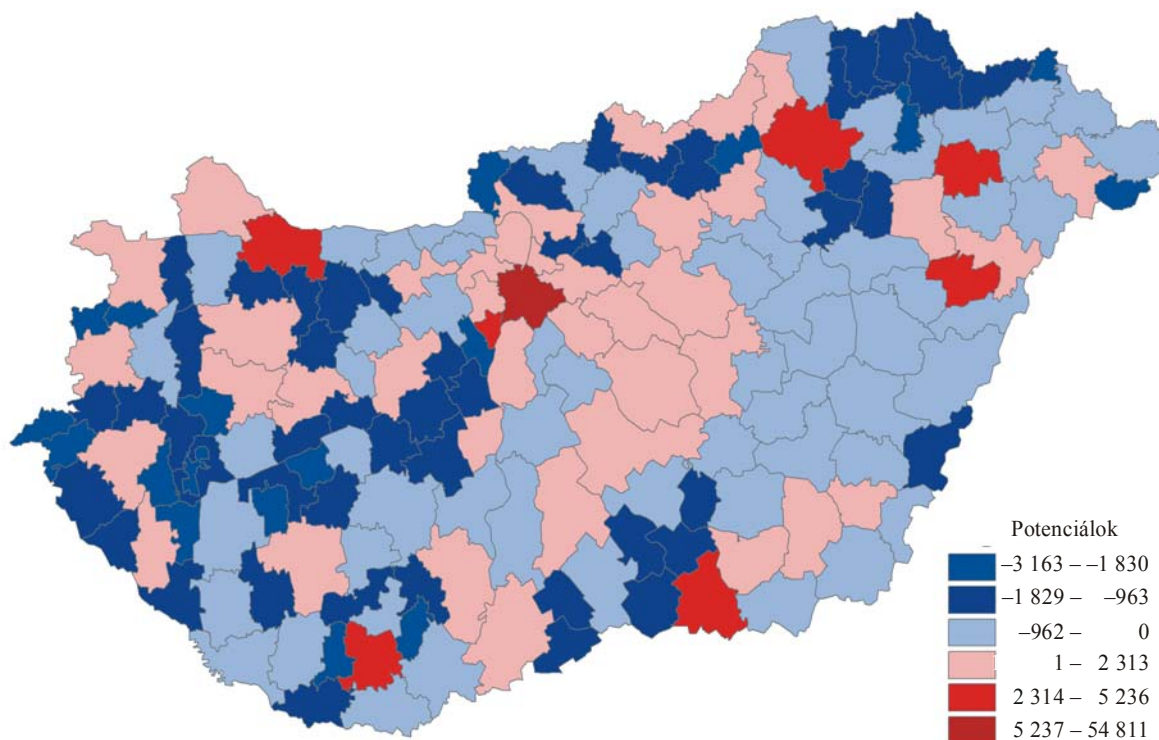 Potenciálok
–3 163 – –1 830
–1 829 – –963
–962 – 0
1 – 2 313
2 314 – 5 236
5 237 – 54 811